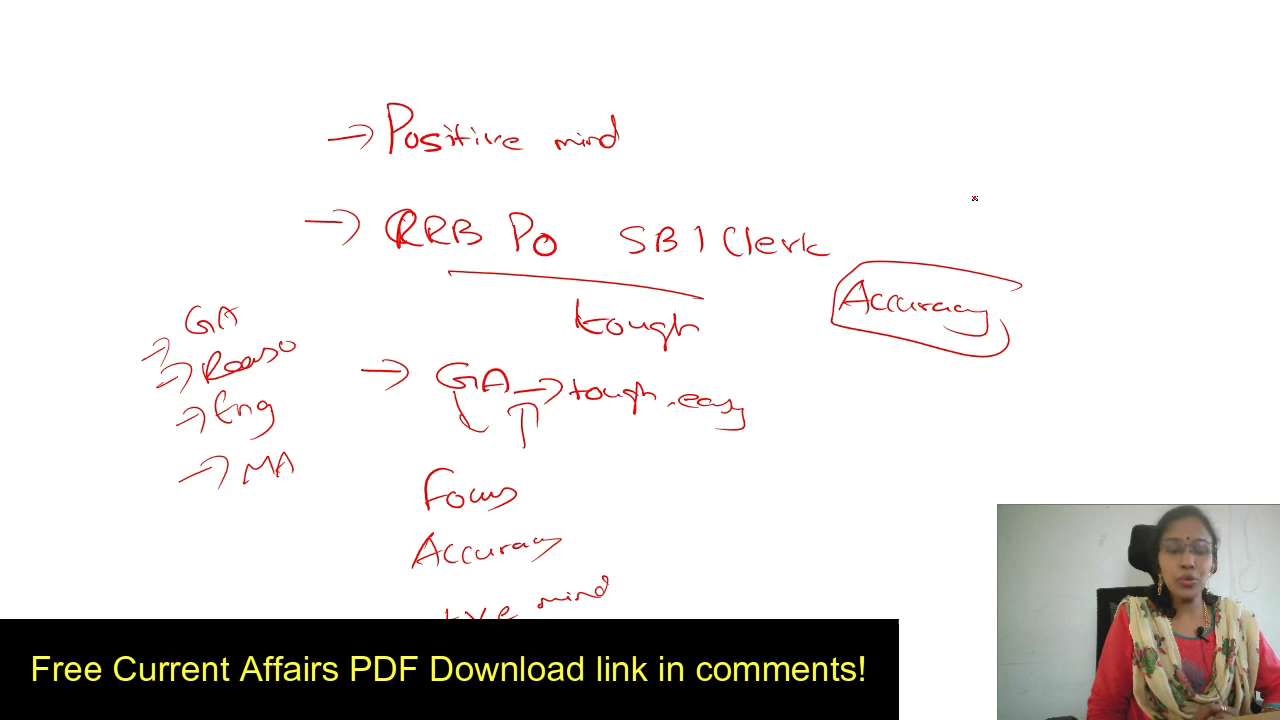 → Positive mind
→ RRB PO SBI Clerk
tough
Accuracy
GA
→ Reaso
→ Eng
→ MA
→ GA → tough, easy
Focus
Accuracy
+ve mind
Free Current Affairs PDF Download link in comments!